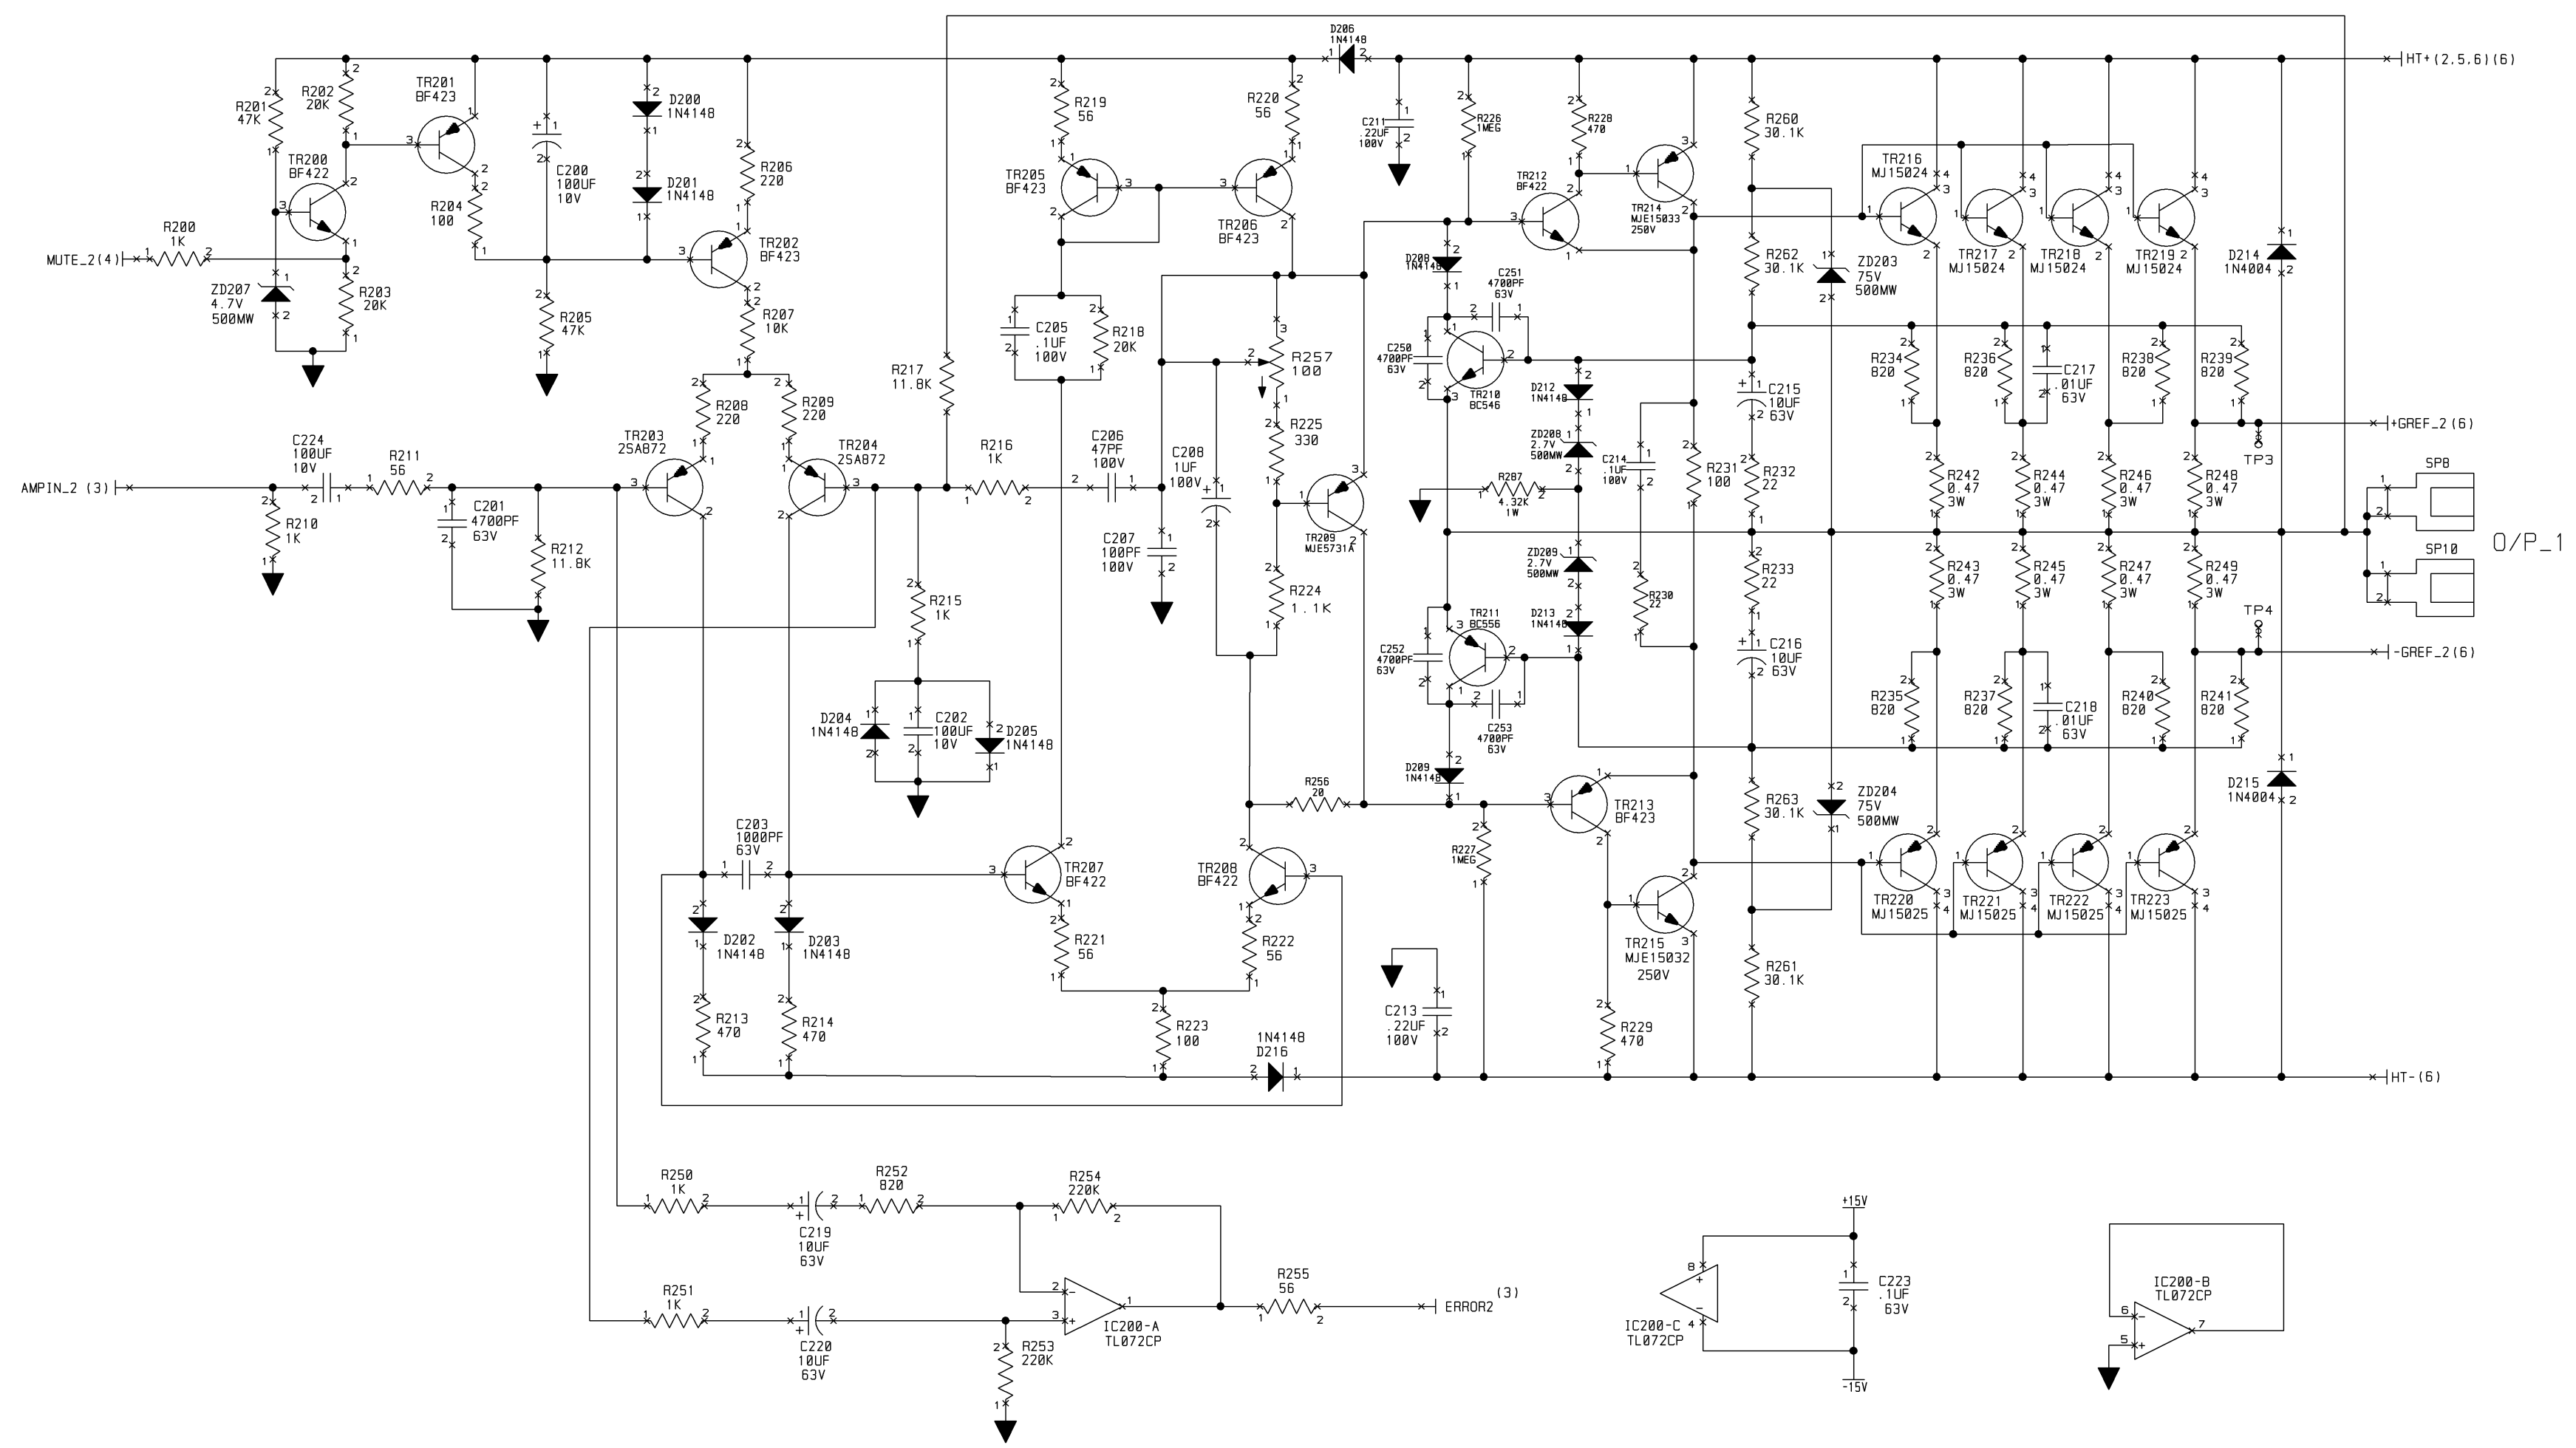 D206
1N4148
HT+(2,5,6)(6)
R201
47K
R202
20K
TR201
BF423
D200
1N4148
R219
56
R220
56
C211
.22UF
100V
R226
1MEG
R228
470
R260
30.1K
TR200
BF422
R204
100
C200
100UF
10V
D201
1N4148
R206
220
TR205
BF423
TR206
BF423
TR212
BF422
TR214
MJE15033
250V
TR216
MJ15024
TR217
MJ15024
TR218
MJ15024
TR219
MJ15024
R200
1K
MUTE_2(4)
TR202
BF423
D208
1N4148
C251
4700PF
63V
R262
30.1K
ZD203
75V
500MW
D214
1N4004
ZD207
4.7V
500MW
R203
20K
R205
47K
R207
10K
C205
.1UF
100V
R218
20K
R217
11.8K
R257
100
C250
4700PF
63V
TR210
BC546
D212
1N4148
C215
10UF
63V
R234
820
R236
820
C217
.01UF
63V
R238
820
R239
820
R208
220
R209
220
+GREF_2(6)
TP3
C224
100UF
10V
R211
56
TR203
2SA872
TR204
2SA872
R216
1K
C206
47PF
100V
C208
1UF
100V
R225
330
ZD208
2.7V
500MW
C214
.1UF
100V
R231
100
R232
22
R242
0.47
3W
R244
0.47
3W
R246
0.47
3W
R248
0.47
3W
SP8
AMPIN_2 (3)
R210
1K
C201
4700PF
63V
R212
11.8K
R207
4.32K
1W
TR209
MJE5731A
C207
100PF
100V
ZD209
2.7V
500MW
O/P_1
SP10
R215
1K
R224
1.1K
R230
22
R233
22
R243
0.47
3W
R245
0.47
3W
R247
0.47
3W
R249
0.47
3W
TP4
TR211
BC556
D213
1N4148
C252
4700PF
63V
C216
10UF
63V
-GREF_2(6)
D204
1N4148
C202
100UF
10V
D205
1N4148
C253
4700PF
63V
R235
820
R237
820
C218
.01UF
63V
R240
820
R241
820
D209
1N4148
R256
20
TR213
BF423
R263
30.1K
ZD204
75V
500MW
D215
1N4004
C203
1000PF
63V
TR207
BF422
TR208
BF422
R227
1MEG
TR220
MJ15025
TR221
MJ15025
TR222
MJ15025
TR223
MJ15025
D202
1N4148
D203
1N4148
R221
56
R222
56
TR215
MJE15032
250V
R261
30.1K
R213
470
R214
470
R223
100
1N4148
D216
C213
.22UF
100V
R229
470
HT-(6)
R250
1K
R252
820
R254
220K
C219
10UF
63V
+15V
R251
1K
R255
56
ERROR2
(3)
IC200-A
TL072CP
C220
10UF
63V
R253
220K
IC200-C
TL072CP
C223
.1UF
63V
-15V
IC200-B
TL072CP